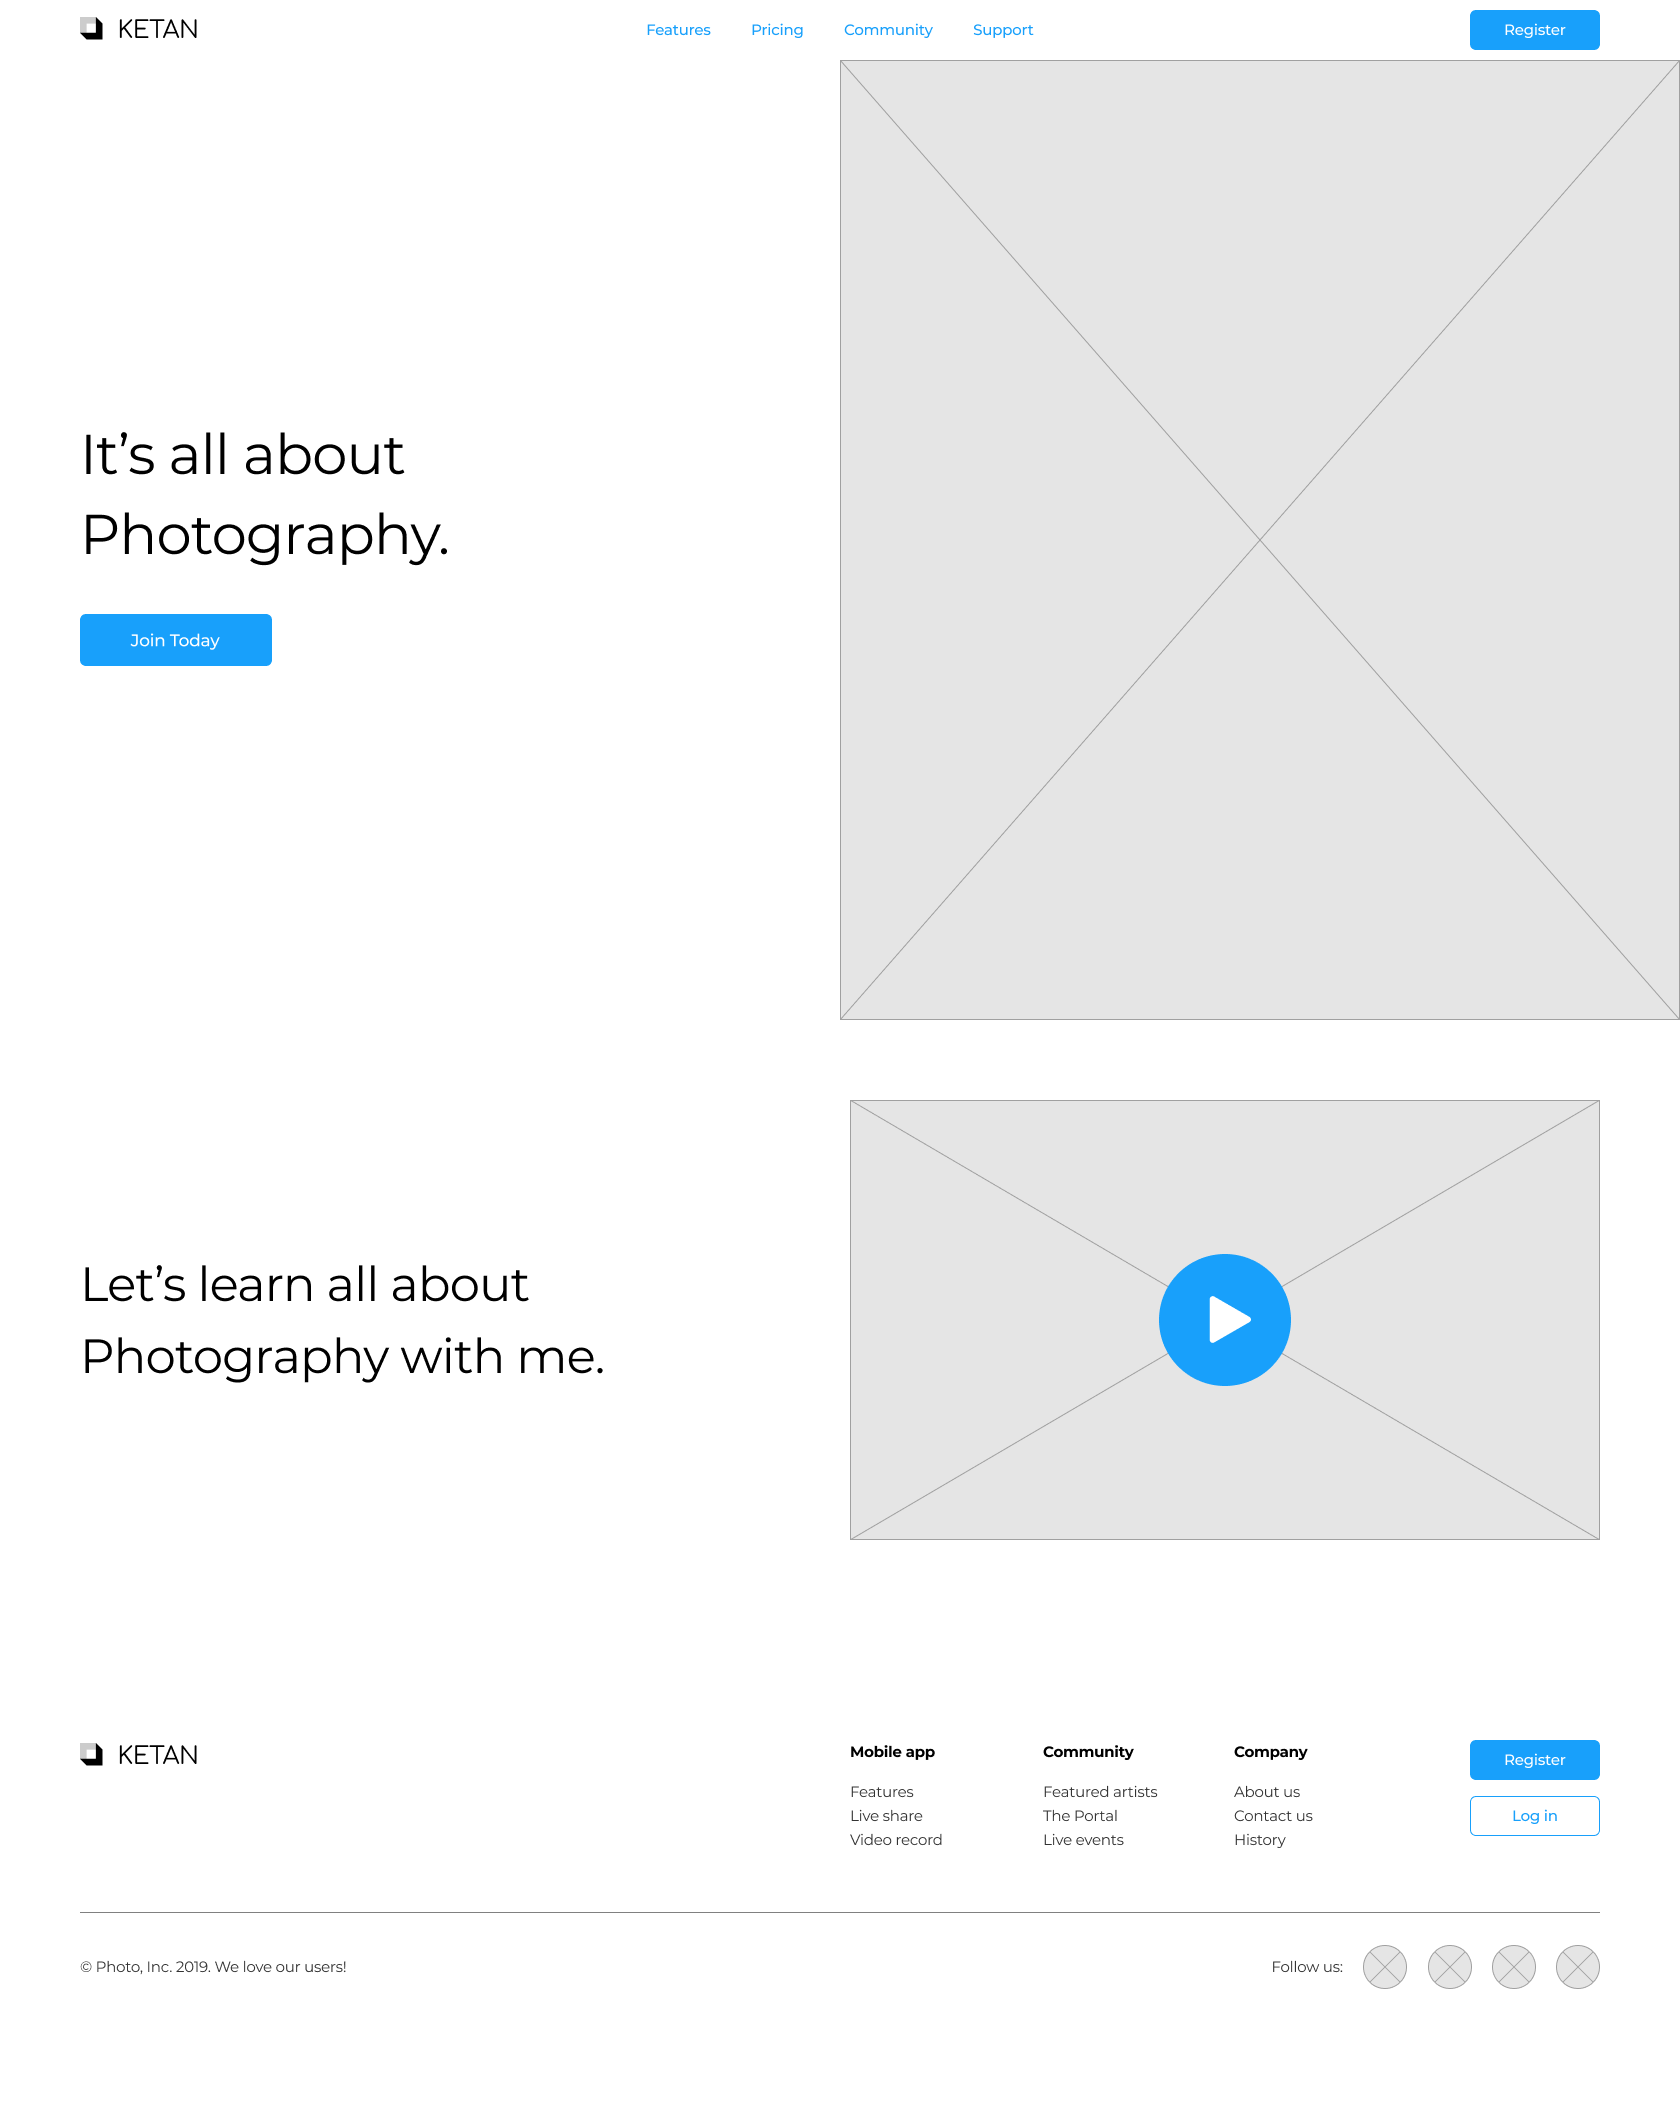 KETAN
Features
Pricing
Community
Support
Register
It’s all about
Photography.
Join Today
Let’s learn all about
Photography with me.
KETAN
Mobile app
Features
Live share
Video record
Community
Featured artists
The Portal
Live events
Company
About us
Contact us
History
Register
Log in
© Photo, Inc. 2019. We love our users!
Follow us: